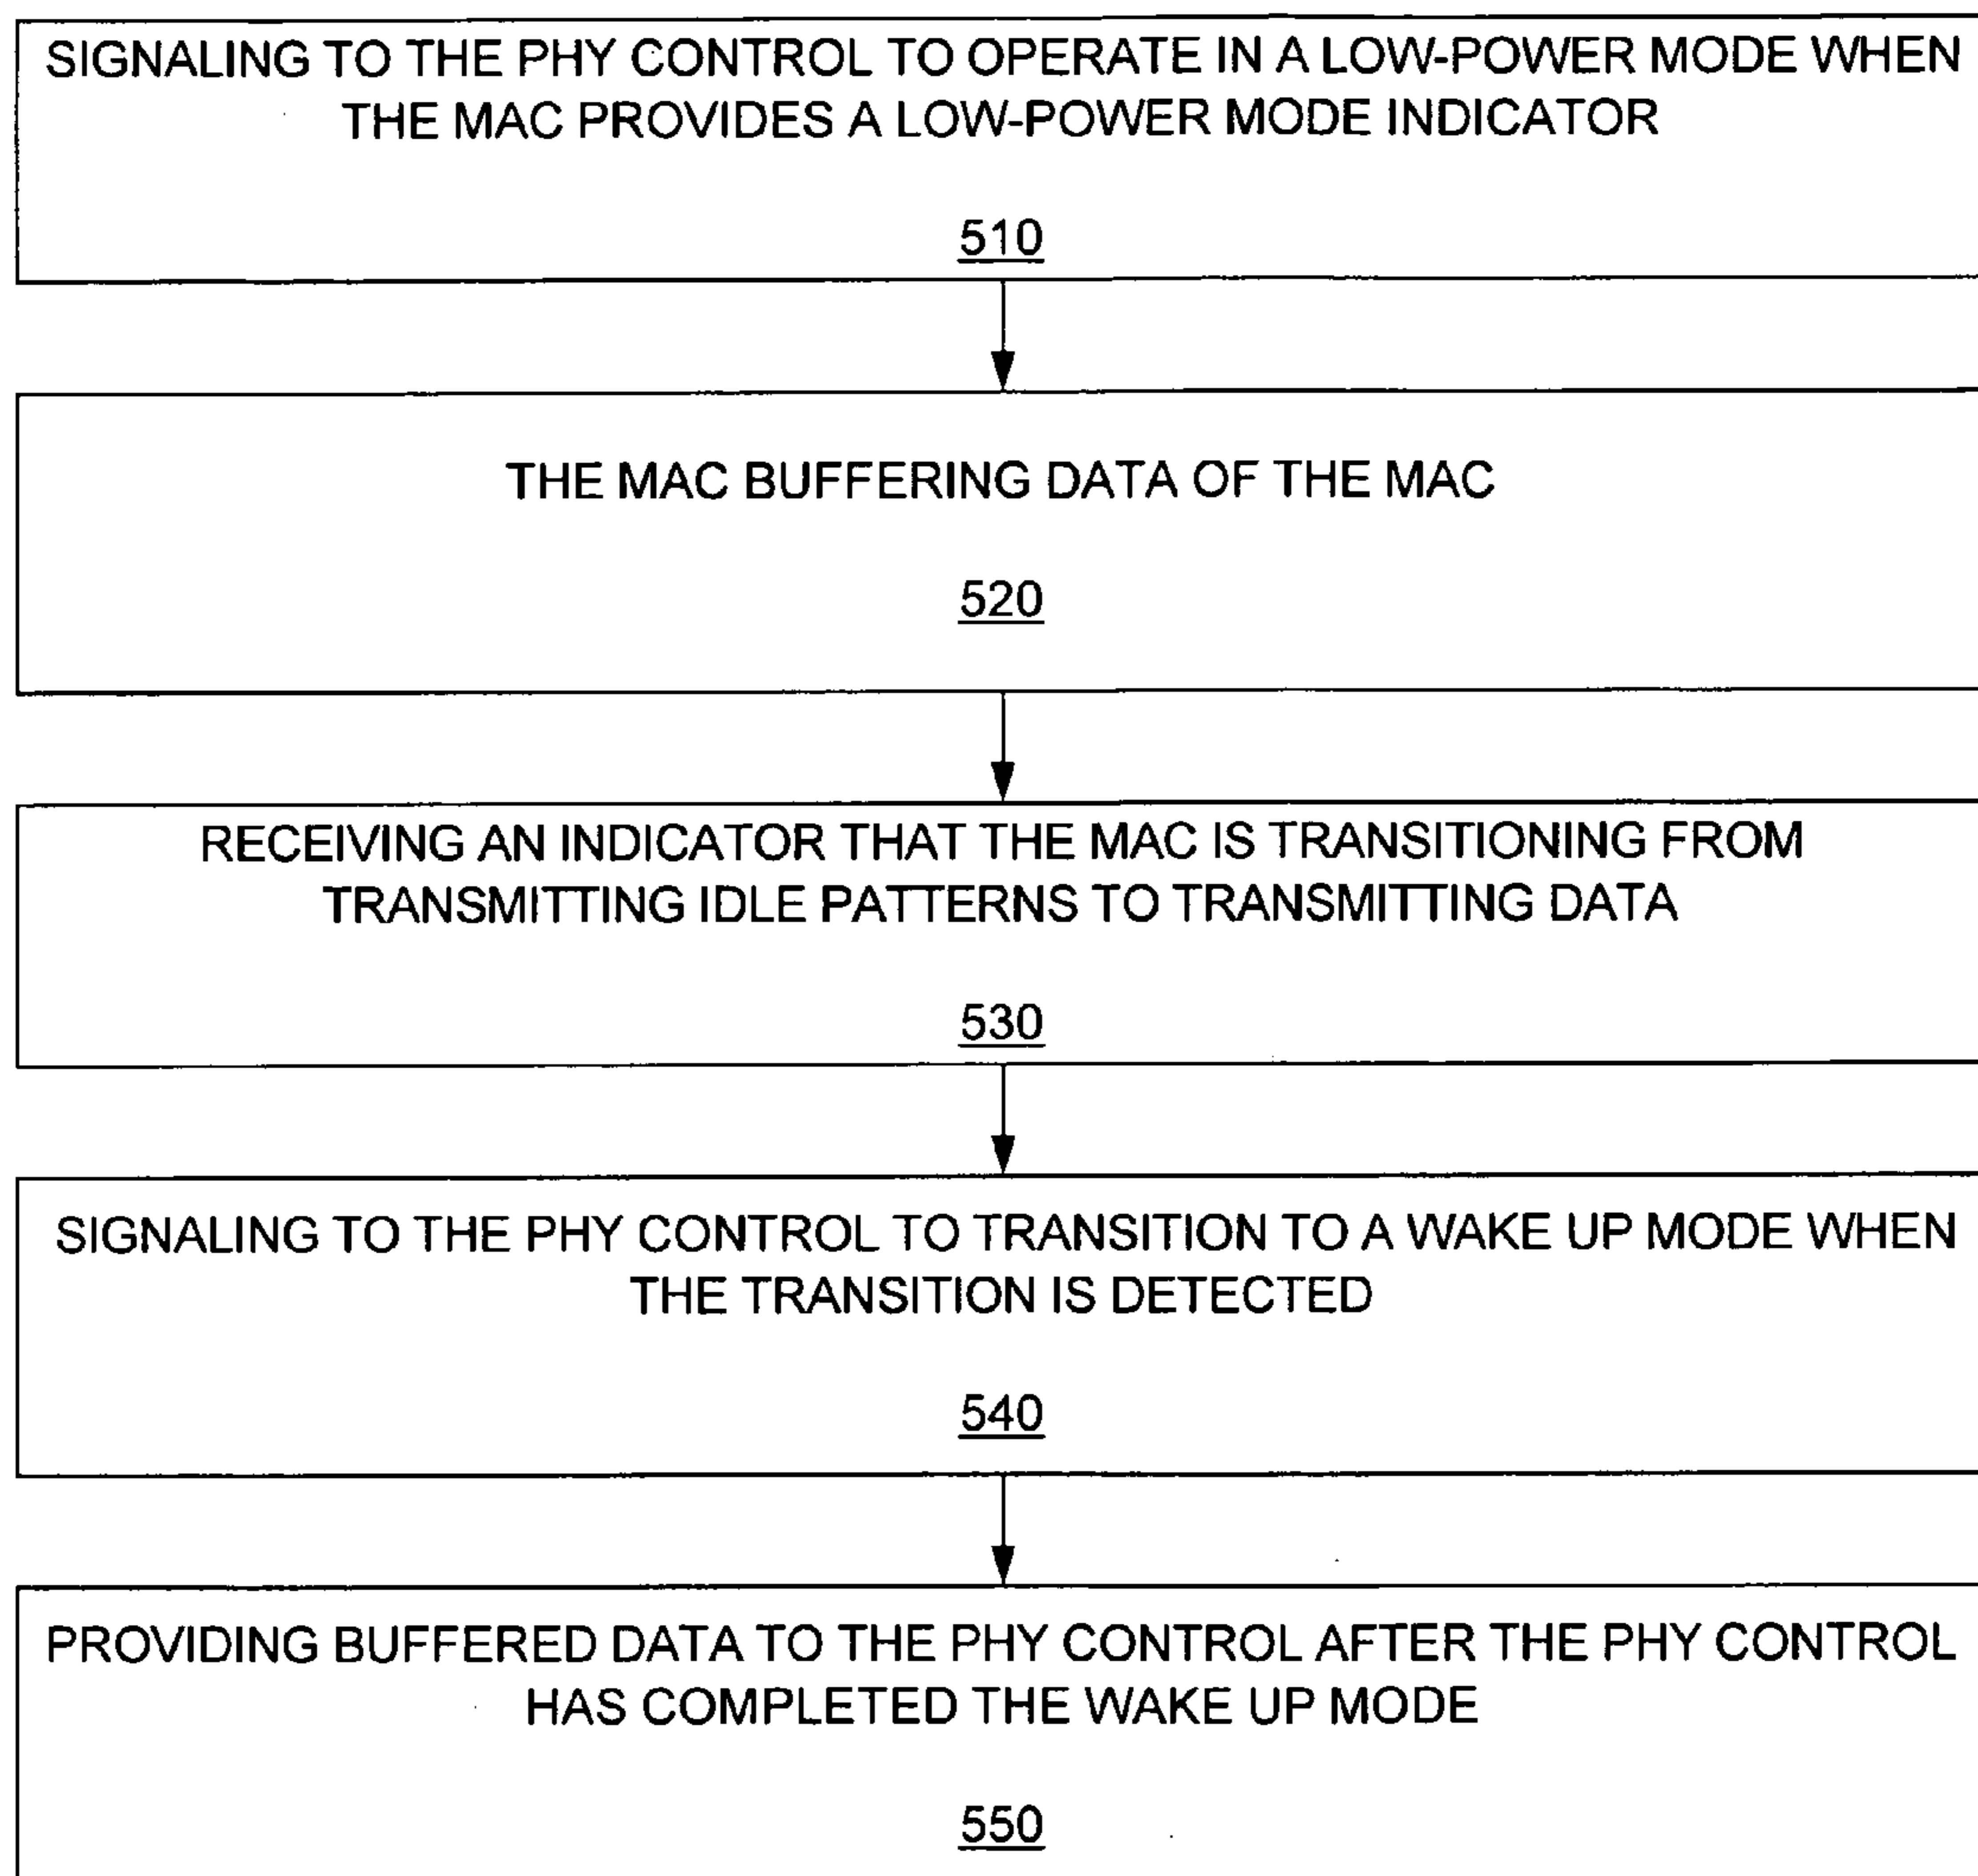 SIGNALING TO THE PHY CONTROL TO OPERATE IN A LOW-POWER MODE WHEN
THE MAC PROVIDES A LOW-POWER MODE INDICATOR
510
THE MAC BUFFERING DATA OF THE MAC
520
RECEIVING AN INDICATOR THAT THE MAC IS TRANSITIONING FROM
TRANSMITTING IDLE PATTERNS TO TRANSMITTING DATA
530
SIGNALING TO THE PHY CONTROL TO TRANSITION TO A WAKE UP MODE WHEN
THE TRANSITION IS DETECTED
540
PROVIDING BUFFERED DATA TO THE PHY CONTROL AFTER THE PHY CONTROL
HAS COMPLETED THE WAKE UP MODE
550